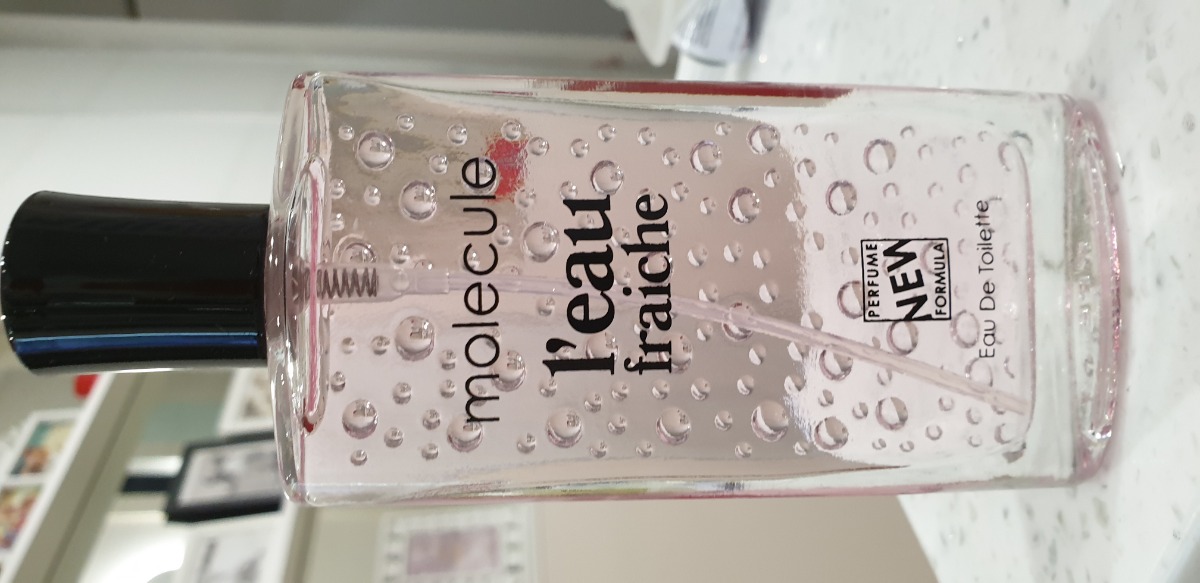 molecule
l'eau
fraiche
PERFUME
NEW
FORMULA
Eau De Toilette